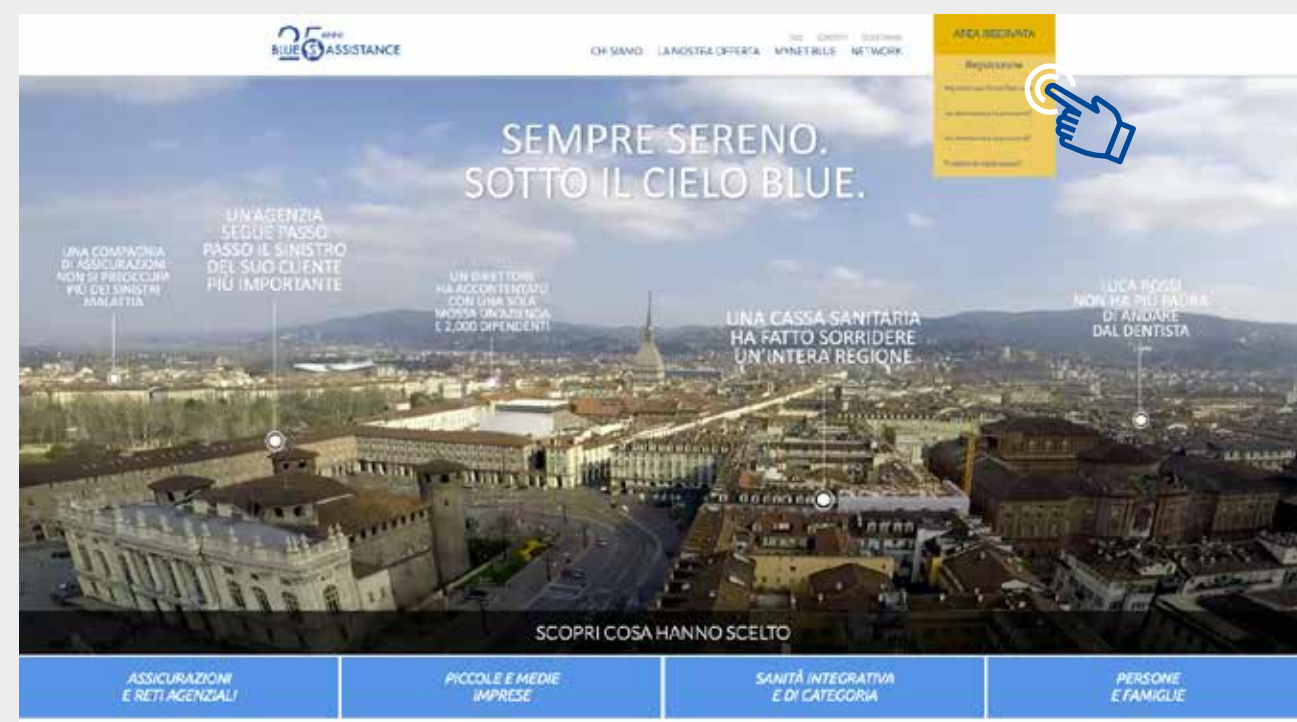 25 ANNI
BLUE ASSISTANCE
CHI SIAMO LA NOSTRA OFFERTA MYNET.BLUE NETWORK
AREA RISERVATA
Registrazione
SEMPRE SERENO.
SOTTO IL CIELO BLUE.
UNA COMPAGNIA
DI ASSICURAZIONI
NON SI PREOCCUPA
PIÙ DEI SINISTRI
MALATTIA
UN'AGENZIA
SEGUE PASSO
PASSO IL SINISTRO
DEL SUO CLIENTE
PIÙ IMPORTANTE
UN DIRETTORE
HA ACCONTENTATO
CON UNA SOLA
MOSSA UN'AZIENDA
E 2,000 DIPENDENTI
UNA CASSA SANITARIA
HA FATTO SORRIDERE
UN'INTERA REGIONE
LUCA ROSSI
NON HA PIÙ PAURA
DI ANDARE
DAL DENTISTA
SCOPRI COSA HANNO SCELTO
ASSICURAZIONI
E RETI AGENZIALI
PICCOLE E MEDIE
IMPRESE
SANITÀ INTEGRATIVA
E DI CATEGORIA
PERSONE
E FAMIGLIE